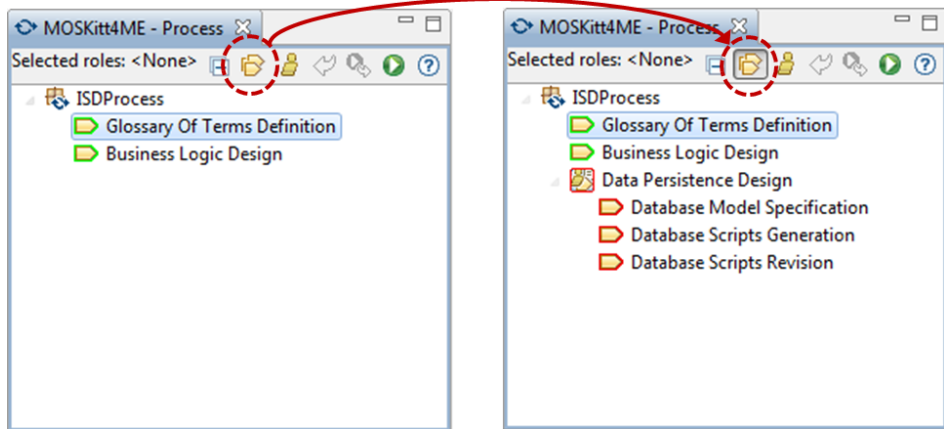 MOSKitt4ME - Process
Selected roles: <None>
ISDProcess
Glossary Of Terms Definition
Business Logic Design
MOSKitt4ME - Process
Selected roles: <None>
ISDProcess
Glossary Of Terms Definition
Business Logic Design
Data Persistence Design
Database Model Specification
Database Scripts Generation
Database Scripts Revision